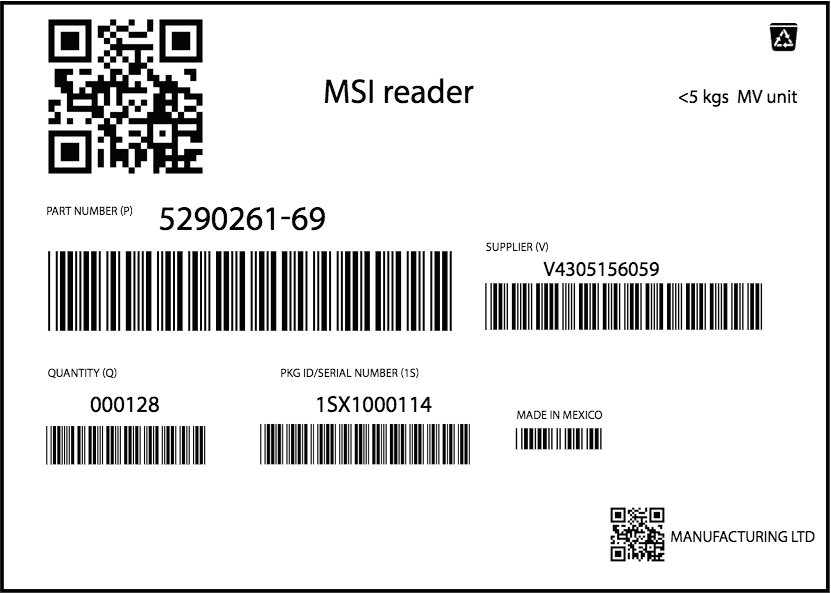 MSI reader
<5 kgs  MV unit
PART NUMBER (P)
5290261-69
SUPPLIER (V)
V4305156059
QUANTITY (Q)
000128
PKG ID/SERIAL NUMBER (1S)
1SX1000114
MADE IN MEXICO
MANUFACTURING LTD